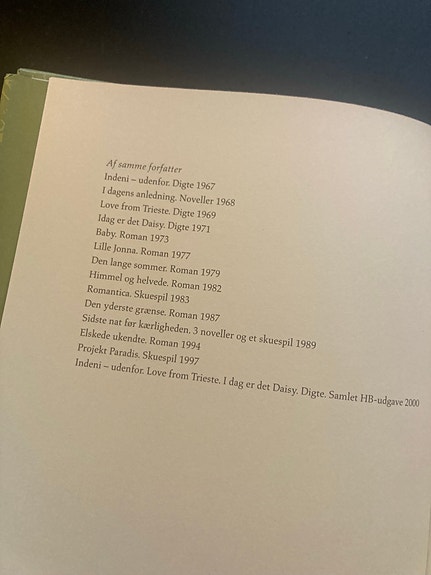 Af samme forfatter
Indeni – udenfor. Digte 1967
I dagens anledning. Noveller 1968
Love from Trieste. Digte 1969
Idag er det Daisy. Digte 1971
Baby. Roman 1973
Lille Jonna. Roman 1977
Den lange sommer. Roman 1979
Himmel og helvede. Roman 1982
Romantica. Skuespil 1983
Den yderste grænse. Roman 1987
Sidste nat før kærligheden. 3 noveller og et skuespil 1989
Elskede ukendte. Roman 1994
Projekt Paradis. Skuespil 1997
Indeni – udenfor. Love from Trieste. I dag er det Daisy. Digte. Samlet HB-udgave 2000